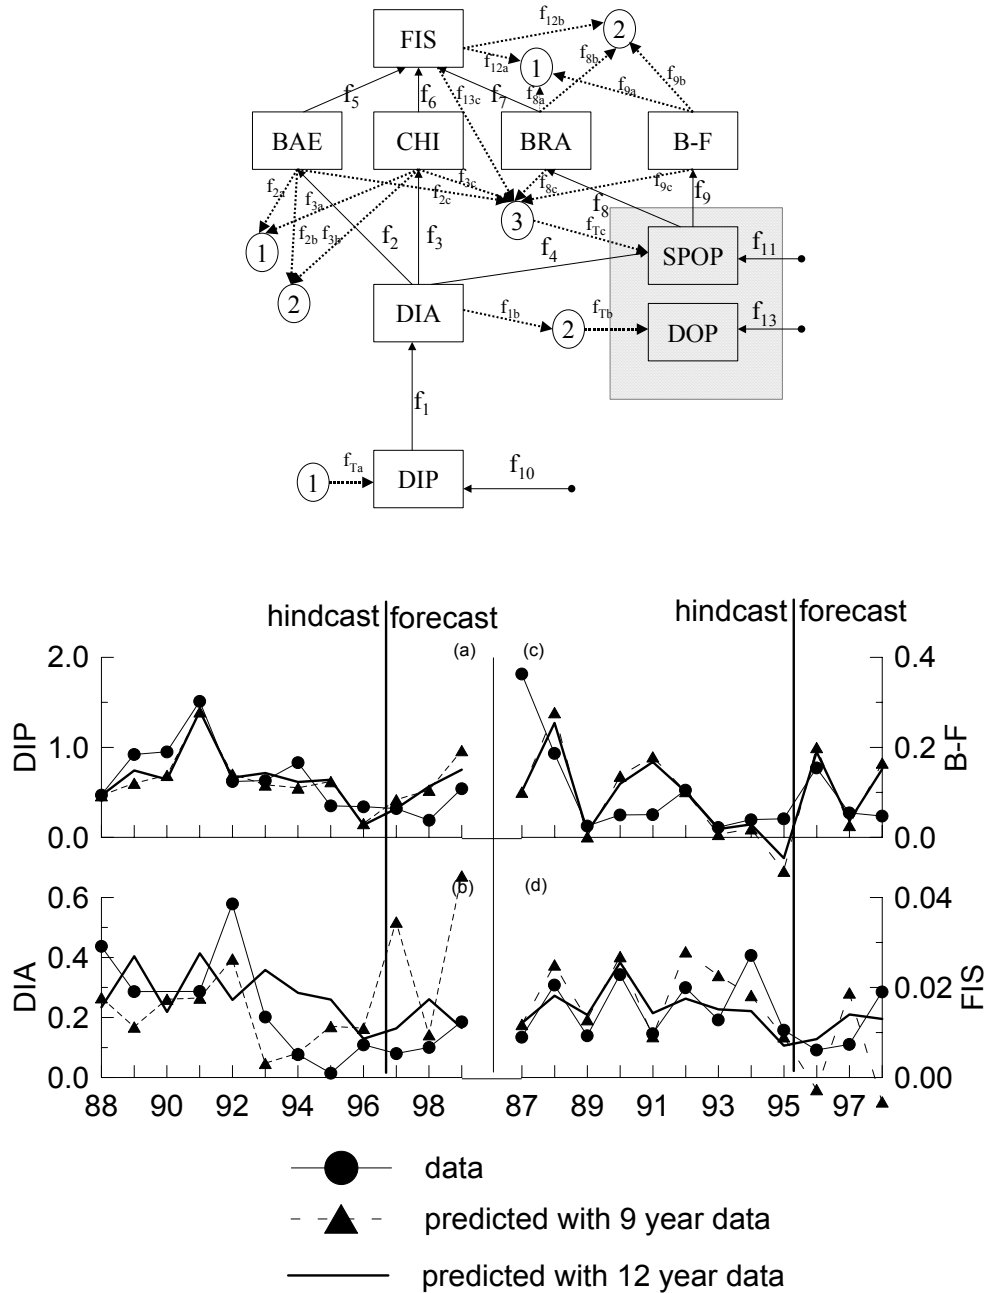 f12b
2
FIS
f12a
f8b
1
f9b
f5
f6
f13c
f7
f8a
f9a
BAE
CHI
BRA
B-F
f2a
f3a
f3c
f2c
f8c
f9c
f9
f2b
f3b
f2
f3
3
f8
fTc
1
f4
SPOP
f11
2
DIA
f1b
2
fTb
DOP
f13
f1
1
fTa
DIP
f10
hindcast
forecast
hindcast
forecast
2.0
(a)
(c)
0.4
DIP
1.0
0.2
B-F
0.0
0.0
0.6
(b)
(d)
0.04
DIA
0.4
0.02
FIS
0.2
0.0
0.00
88 90 92 94 96 98 87 89 91 93 95 97
data
predicted with 9 year data
predicted with 12 year data